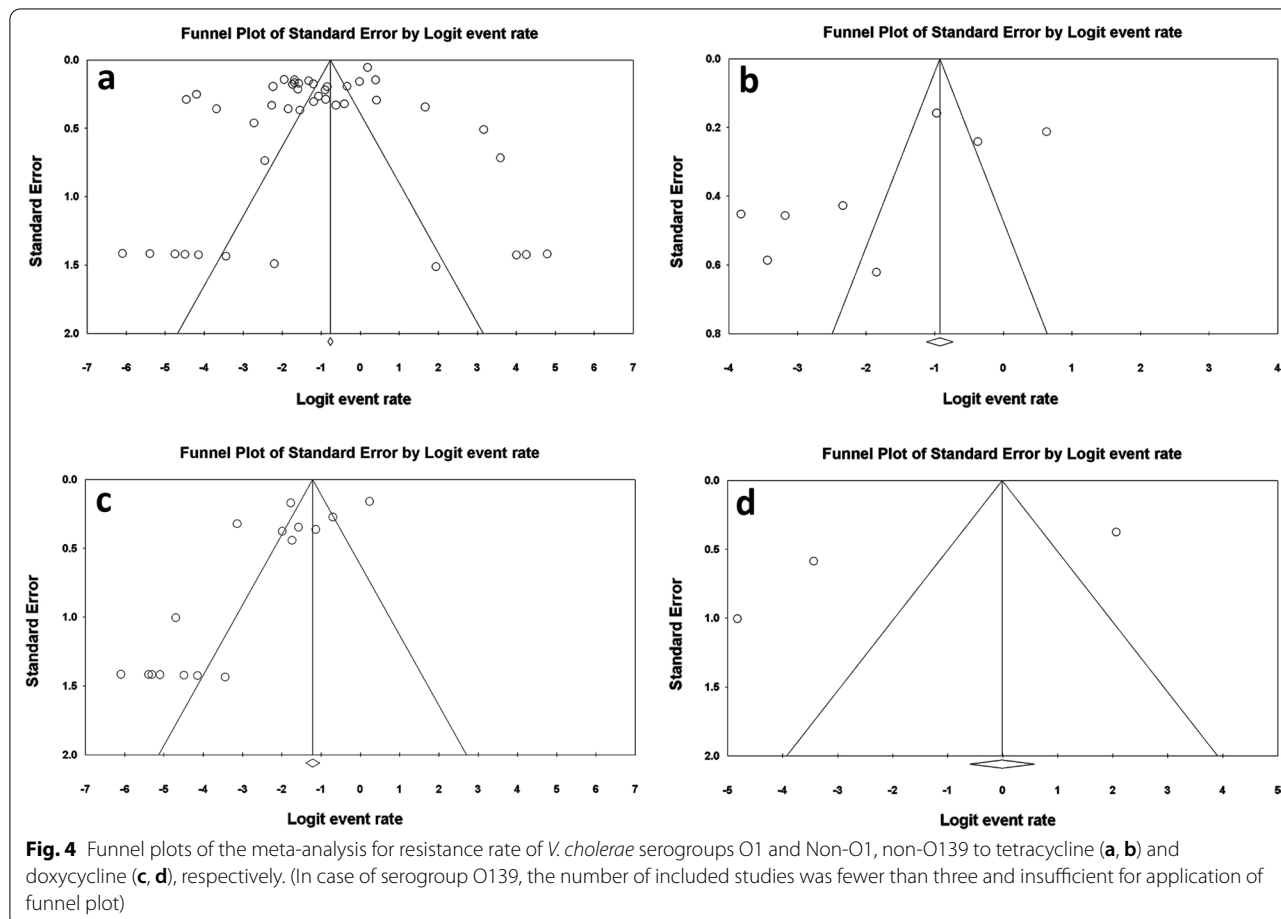 Funnel Plot of Standard Error by Logit event rate
a
0.0
0.5
1.0
1.5
2.0
Standard Error
-7 -6 -5 -4 -3 -2 -1 0 1 2 3 4 5 6 7
Logit event rate
Funnel Plot of Standard Error by Logit event rate
b
0.0
0.2
0.4
0.6
0.8
Standard Error
-4 -3 -2 -1 0 1 2 3 4
Logit event rate
Funnel Plot of Standard Error by Logit event rate
c
0.0
0.5
1.0
1.5
2.0
Standard Error
-7 -6 -5 -4 -3 -2 -1 0 1 2 3 4 5 6 7
Logit event rate
Funnel Plot of Standard Error by Logit event rate
d
0.0
0.5
1.0
1.5
2.0
Standard Error
-5 -4 -3 -2 -1 0 1 2 3 4 5
Logit event rate
Fig. 4 Funnel plots of the meta-analysis for resistance rate of V. cholerae serogroups O1 and Non-O1, non-O139 to tetracycline (a, b) and
doxycycline (c, d), respectively. (In case of serogroup O139, the number of included studies was fewer than three and insufficient for application of
funnel plot)